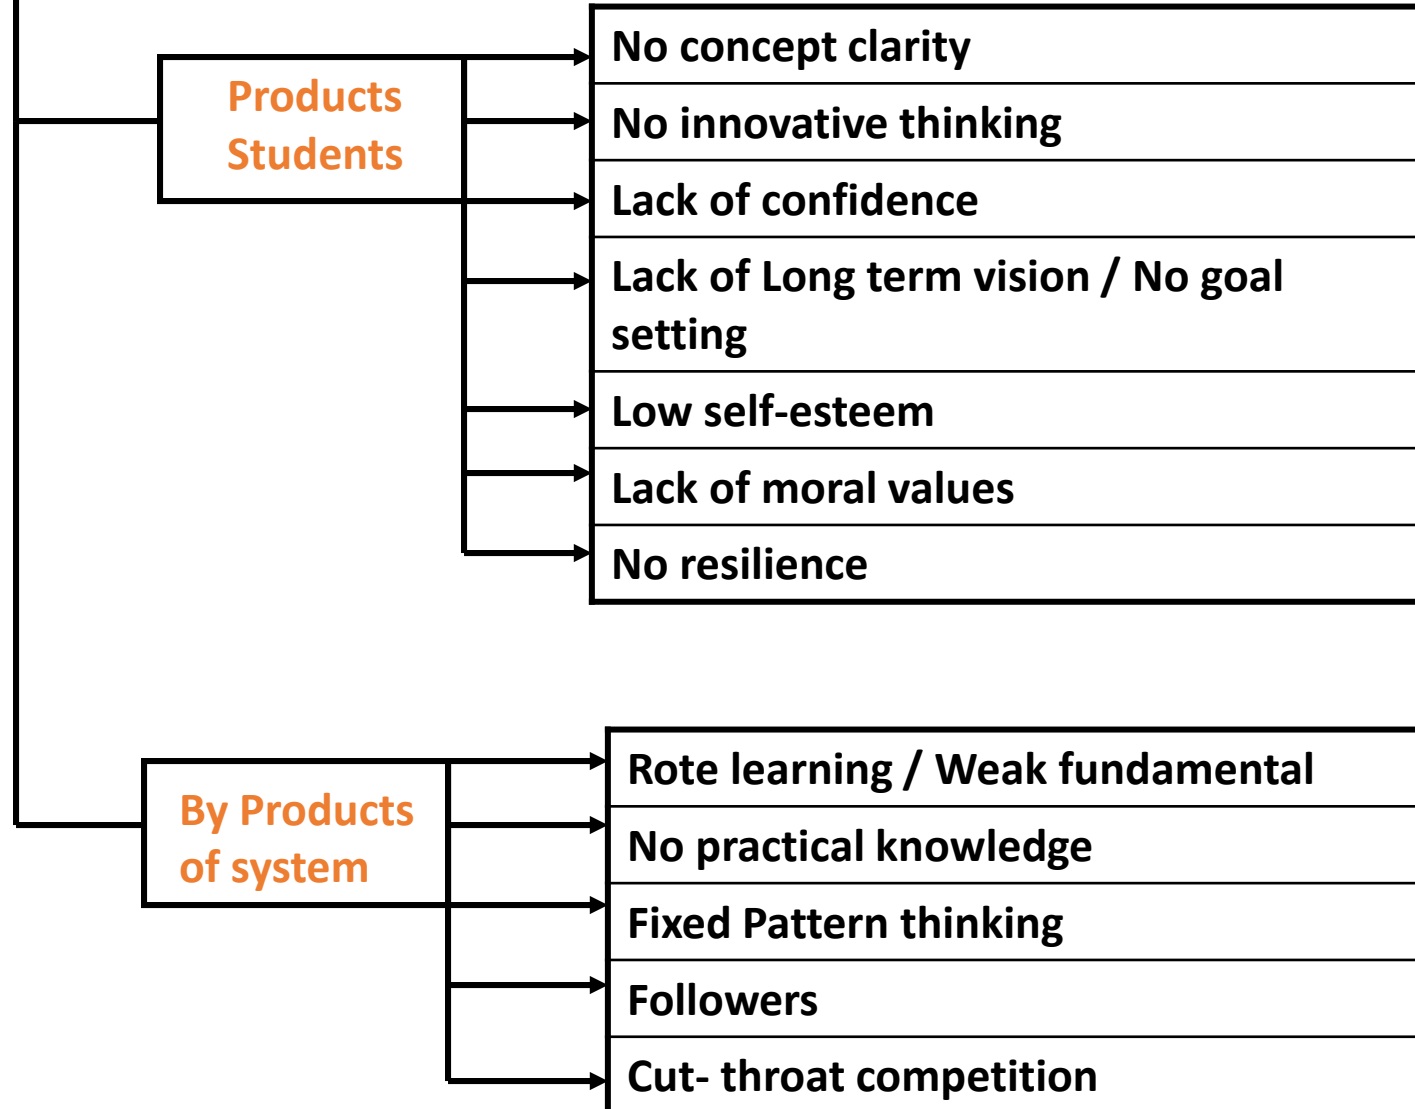 Products
Students
No concept clarity
No innovative thinking
Lack of confidence
Lack of Long term vision / No goal
setting
Low self-esteem
Lack of moral values
No resilience
By Products
of system
Rote learning / Weak fundamental
No practical knowledge
Fixed Pattern thinking
Followers
Cut- throat competition